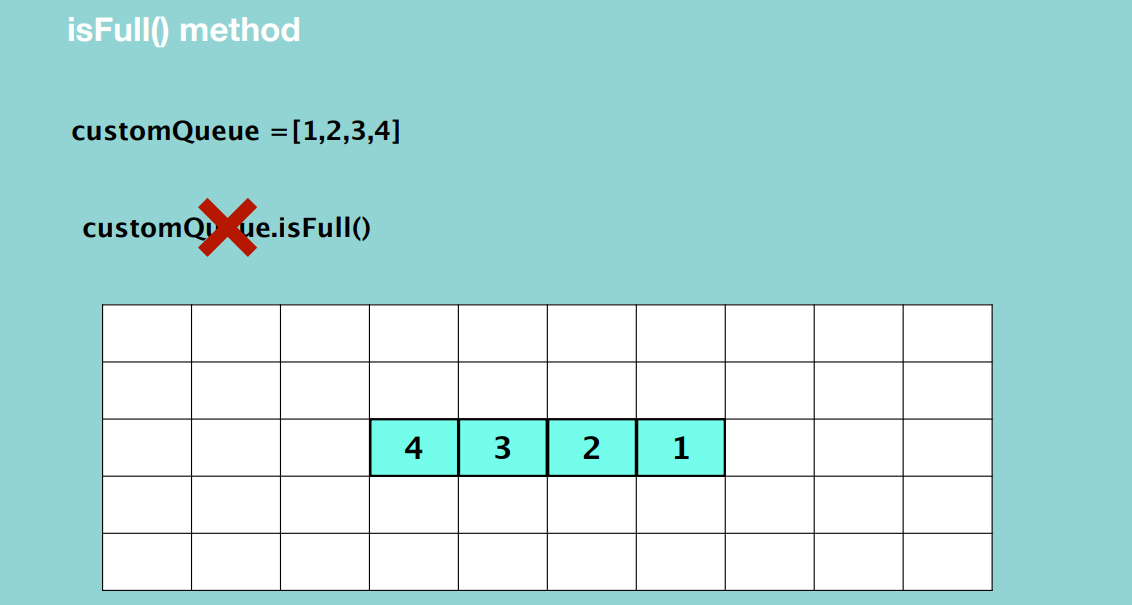 isFull() method
customQueue =[1,2,3,4]
customQueue.isFull()
4 3 2 1